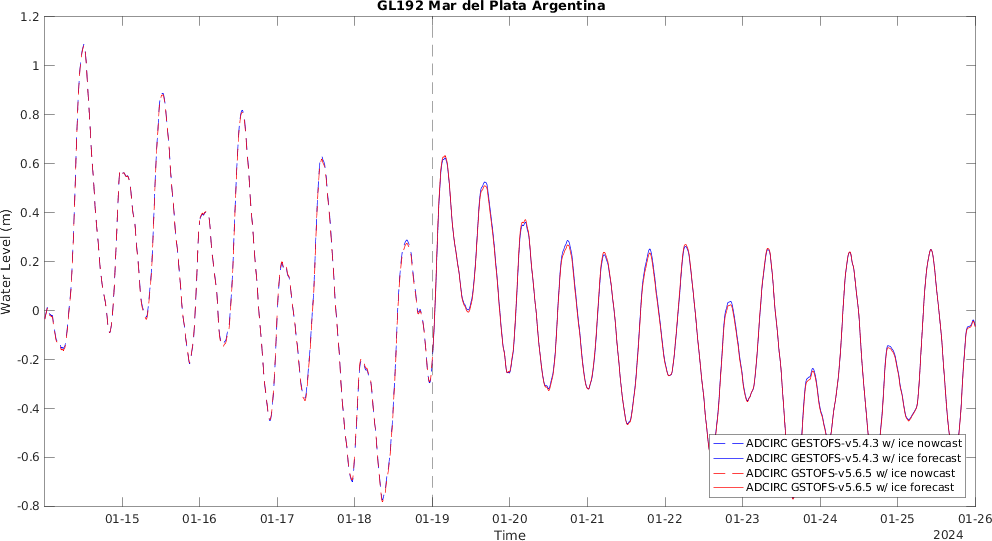 GL192 Mar del Plata Argentina
1.2
1
0.8
0.6
0.4
0.2
0
-0.2
-0.4
-0.6
-0.8
Water Level (m)
ADCIRC GESTOFS-v5.4.3 w/ ice nowcast
ADCIRC GESTOFS-v5.4.3 w/ ice forecast
ADCIRC GSTOFS-v5.6.5 w/ ice nowcast
ADCIRC GSTOFS-v5.6.5 w/ ice forecast
01-15 01-16 01-17 01-18 01-19 01-20 01-21 01-22 01-23 01-24 01-25 01-26
Time
2024